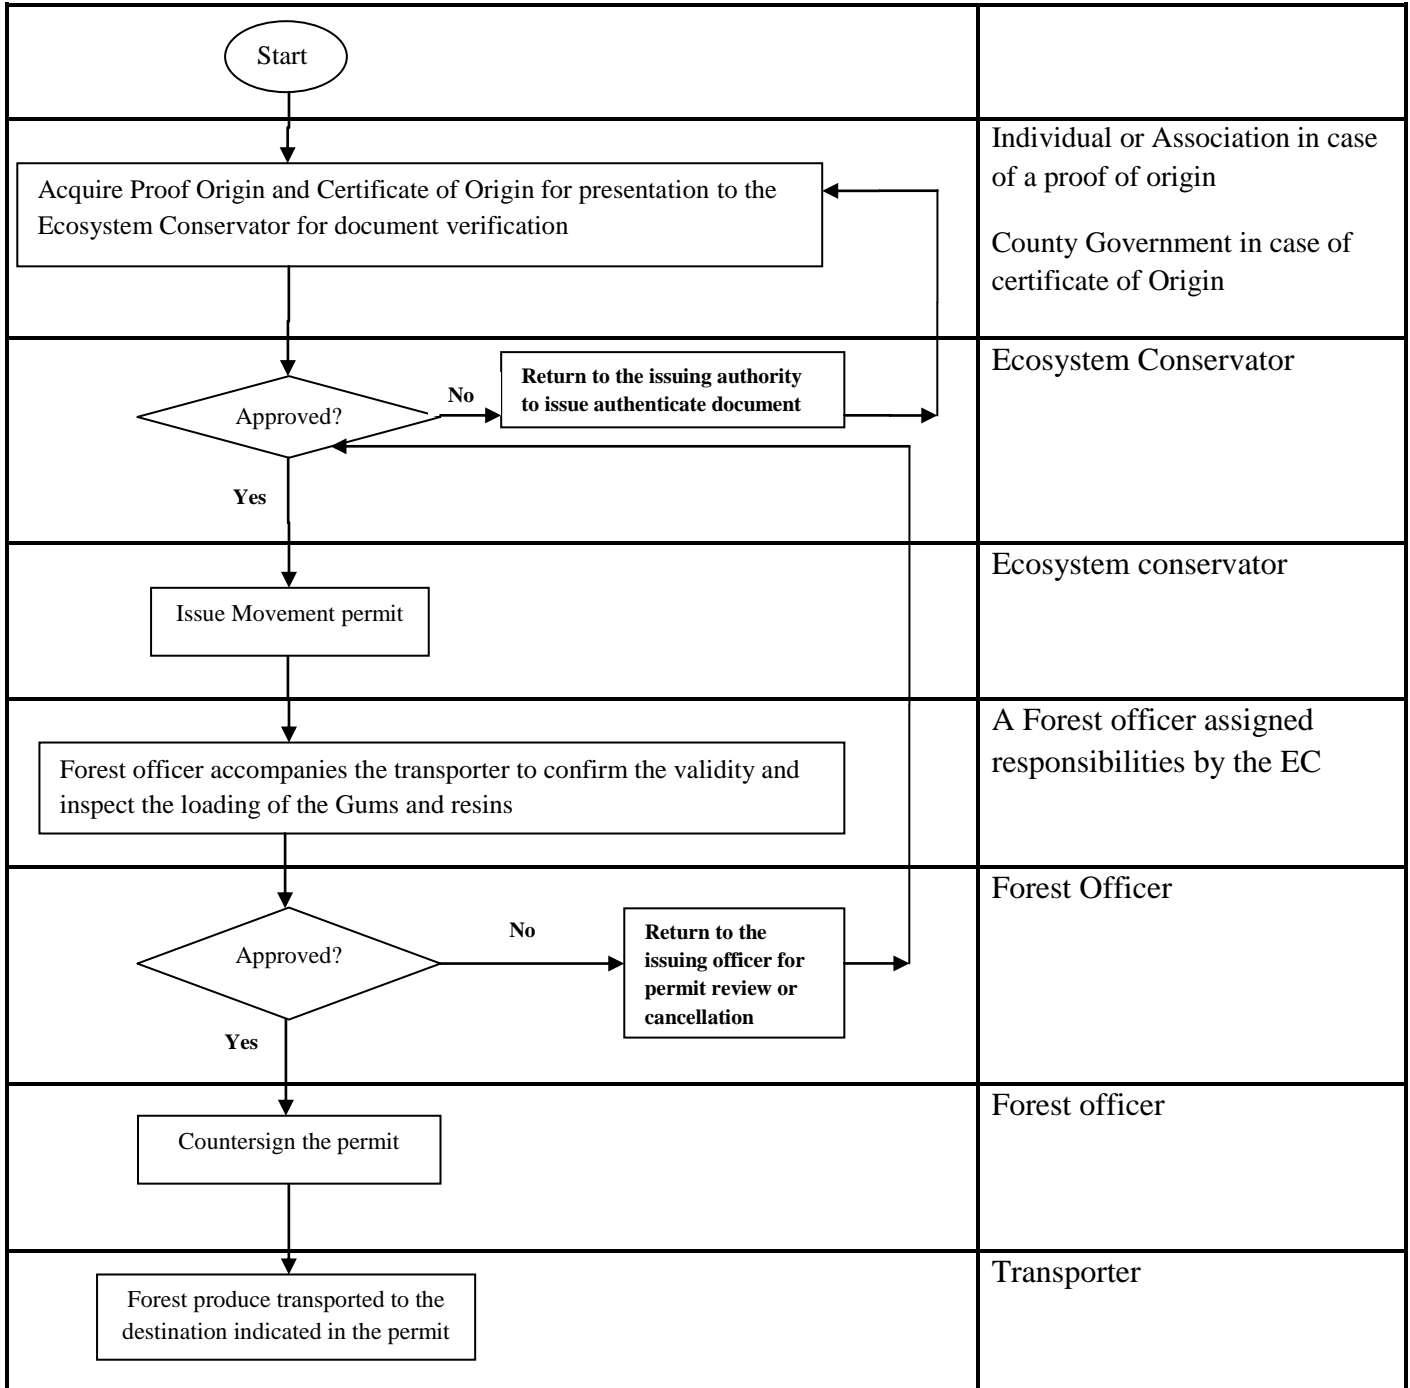 Start
Individual or Association in case
of a proof of origin
County Government in case of
certificate of Origin
Acquire Proof Origin and Certificate of Origin for presentation to the
Ecosystem Conservator for document verification
Ecosystem Conservator
Approved?
No
Return to the issuing authority
to issue authenticate document
Yes
Ecosystem conservator
Issue Movement permit
A Forest officer assigned
responsibilities by the EC
Forest officer accompanies the transporter to confirm the validity and
inspect the loading of the Gums and resins
Forest Officer
Approved?
No
Return to the
issuing officer for
permit review or
cancellation
Yes
Forest officer
Countersign the permit
Transporter
Forest produce transported to the
destination indicated in the permit